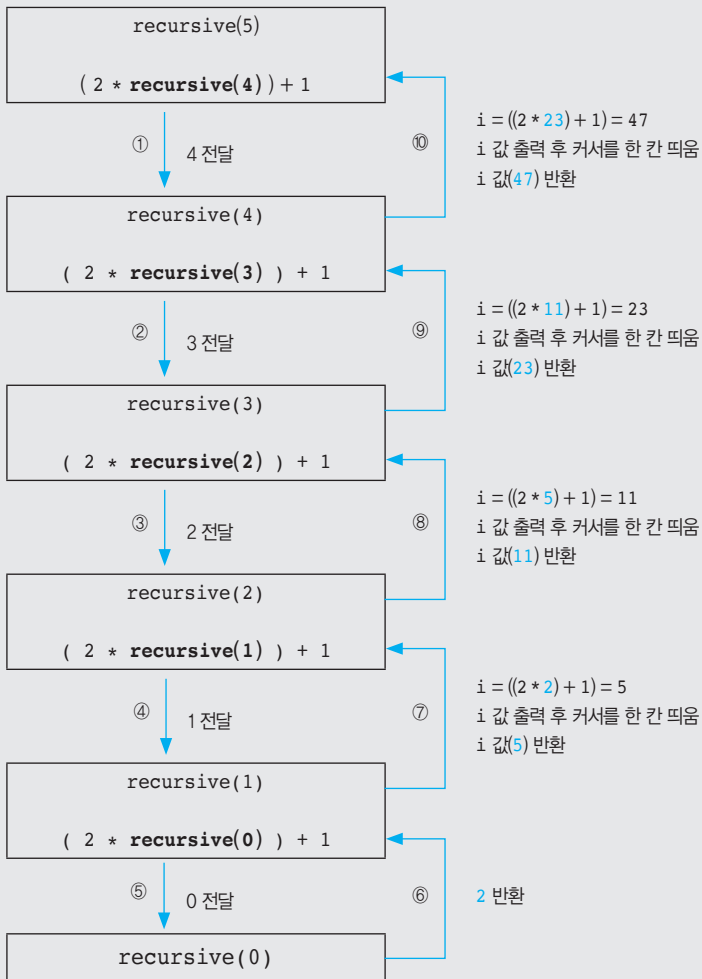 recursive(5)
( 2 * recursive(4) ) + 1
① 4 전달
⑩
i = ((2 * 23) + 1) = 47
i 값 출력 후 커서를 한 칸 띄움
i 값(47) 반환
recursive(4)
( 2 * recursive(3) ) + 1
② 3 전달
⑨
i = ((2 * 11) + 1) = 23
i 값 출력 후 커서를 한 칸 띄움
i 값(23) 반환
recursive(3)
( 2 * recursive(2) ) + 1
③ 2 전달
⑧
i = ((2 * 5) + 1) = 11
i 값 출력 후 커서를 한 칸 띄움
i 값(11) 반환
recursive(2)
( 2 * recursive(1) ) + 1
④ 1 전달
⑦
i = ((2 * 2) + 1) = 5
i 값 출력 후 커서를 한 칸 띄움
i 값(5) 반환
recursive(1)
( 2 * recursive(0) ) + 1
⑤ 0 전달
⑥
2 반환
recursive(0)